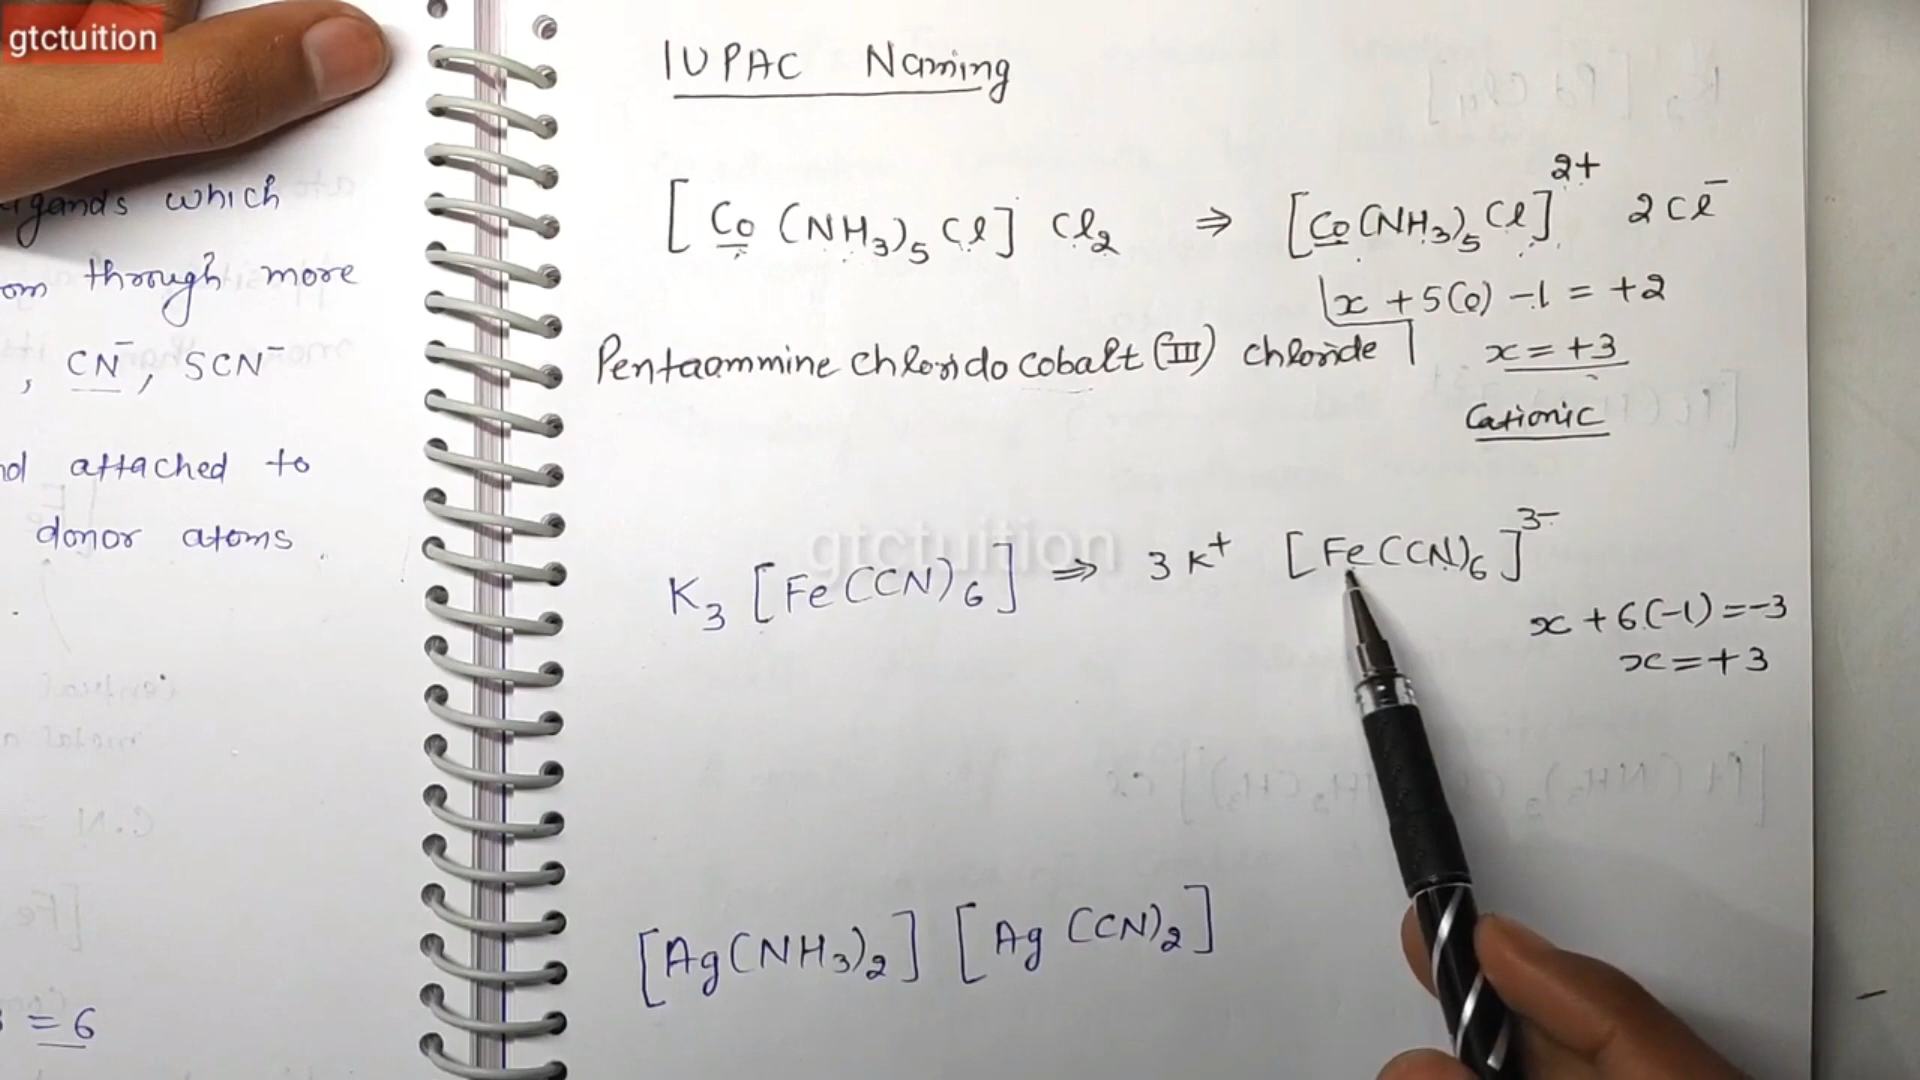 gtctuition
which
through more
, CN⁻, SCN⁻
attached to
donor atoms
= 6
IUPAC Naming
[Co(NH₃)₅Cl]Cl₂ ⇒ [Co(NH₃)₅Cl]²⁺ 2Cl⁻
x + 5(0) -1 = +2
Pentaammine chlorido cobalt (III) chloride
x = +3
Cationic
gtctuition
K₃[Fe(CN)₆] ⇒ 3K⁺ [Fe(CN)₆]³⁻
x + 6(-1) = -3
x = +3
[Ag(NH₃)₂] [Ag(CN)₂]